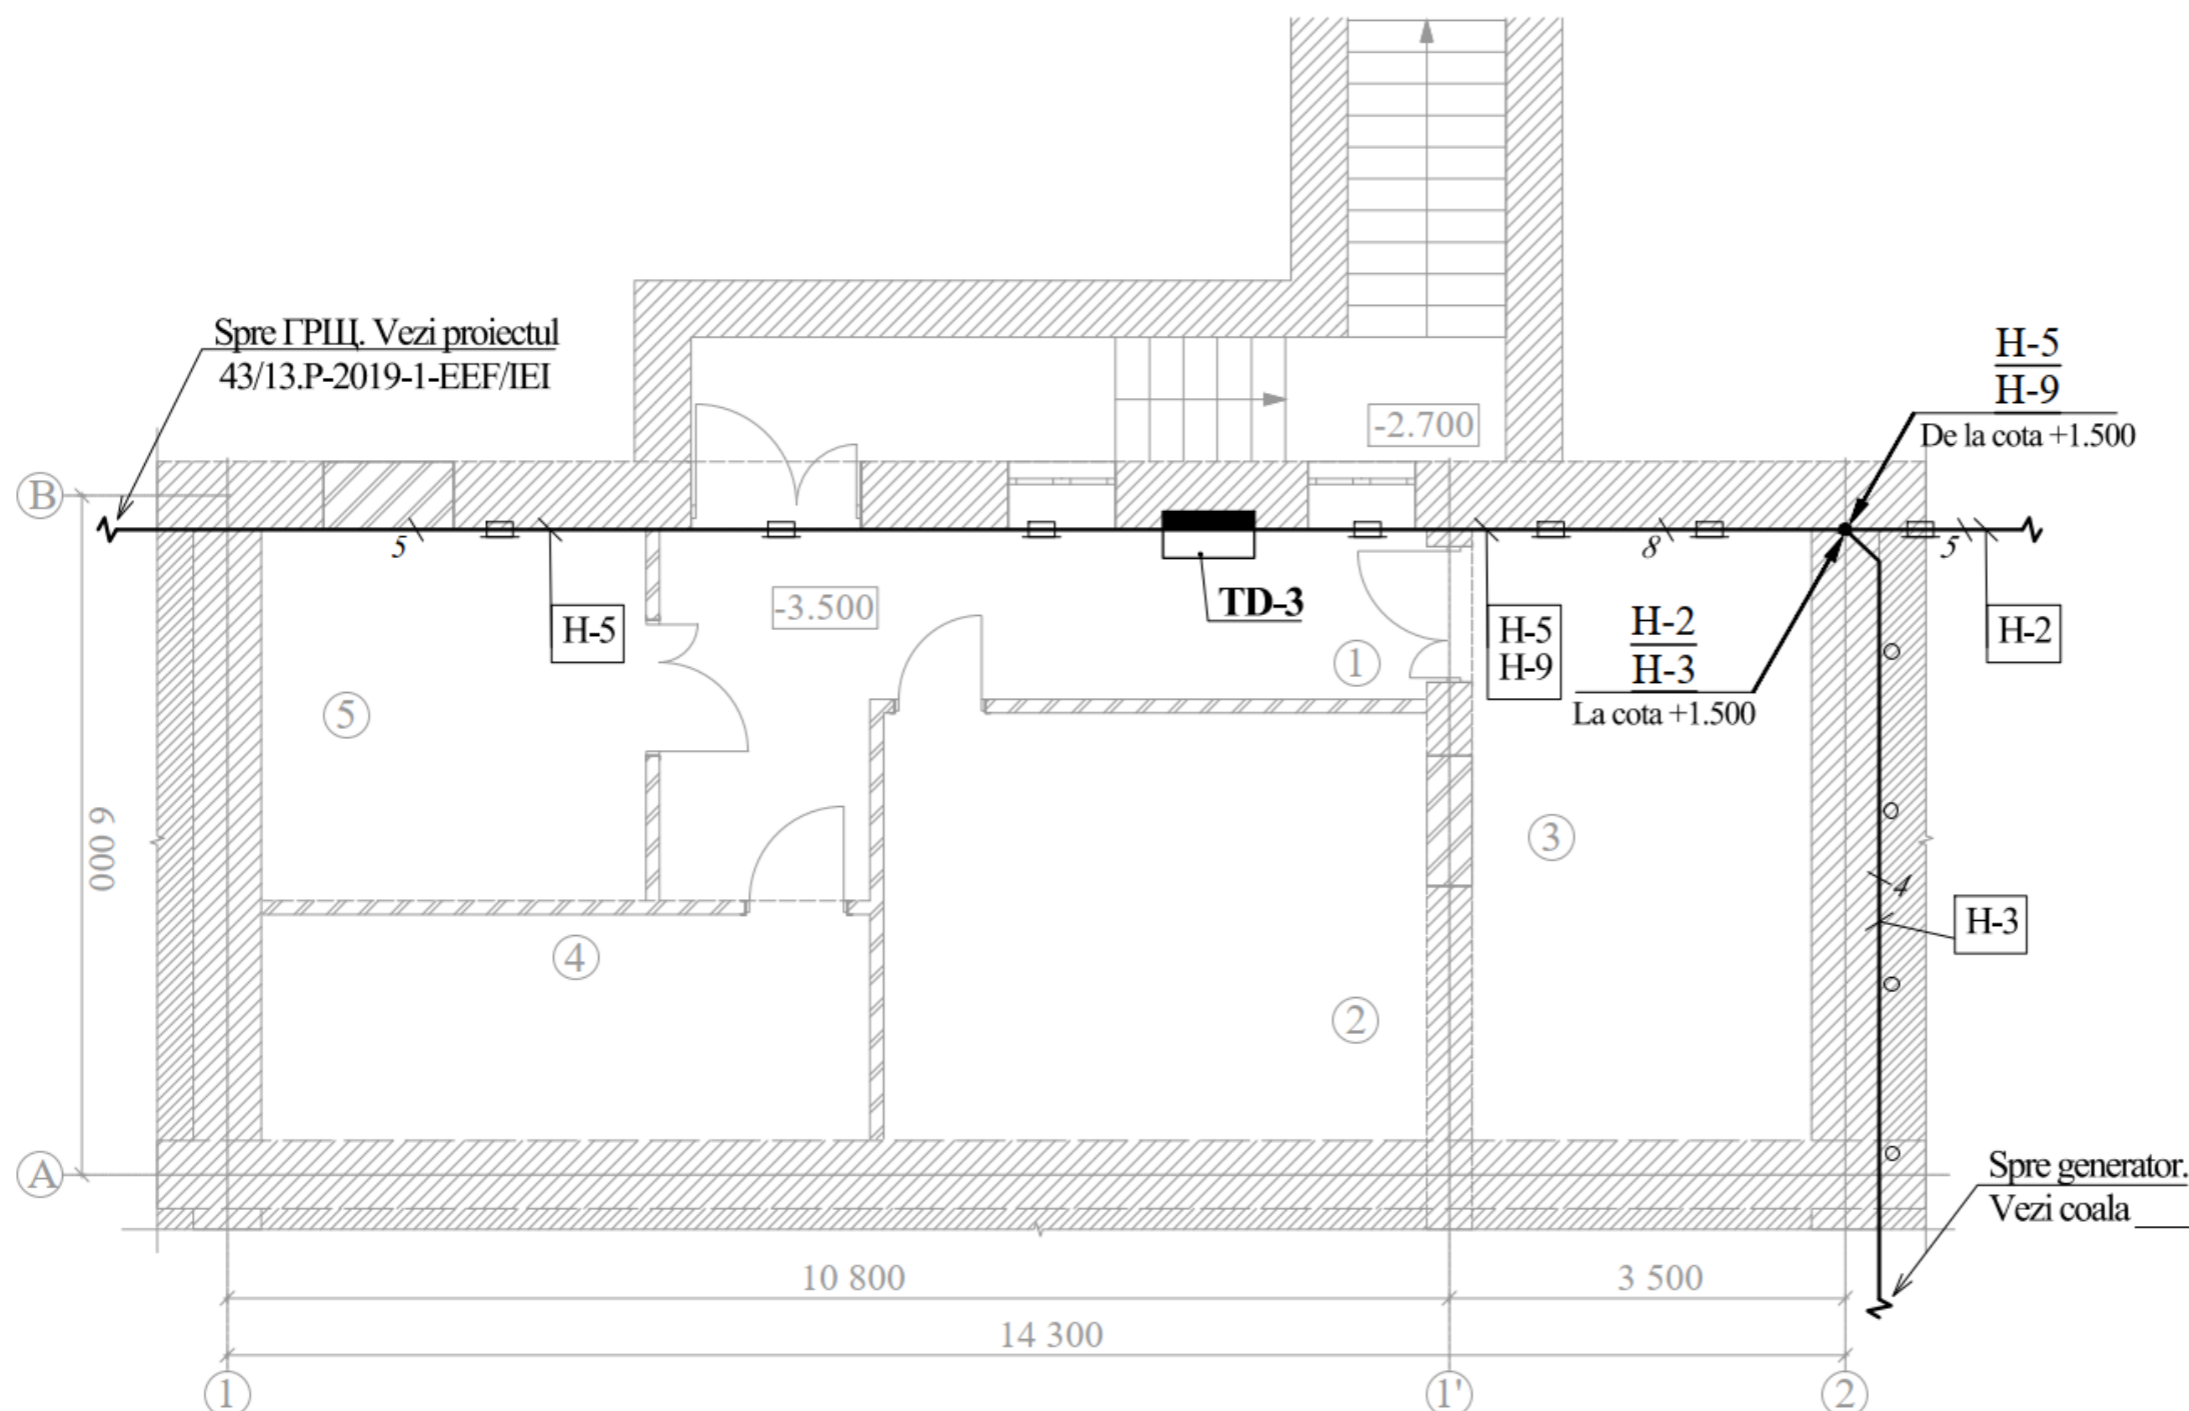 Spre ГРЩ. Vezi proiectul
43/13.P-2019-1-EEF/IEI
H-5
H-9
De la cota +1.500
-2.700
B
5
8
5
H-5
-3.500
TD-3
1
H-5
H-9
H-2
H-3
La cota +1.500
H-2
5
3
4
H-3
4
2
6 000
A
Spre generator.
Vezi coala ___
10 800
3 500
14 300
1
1'
2